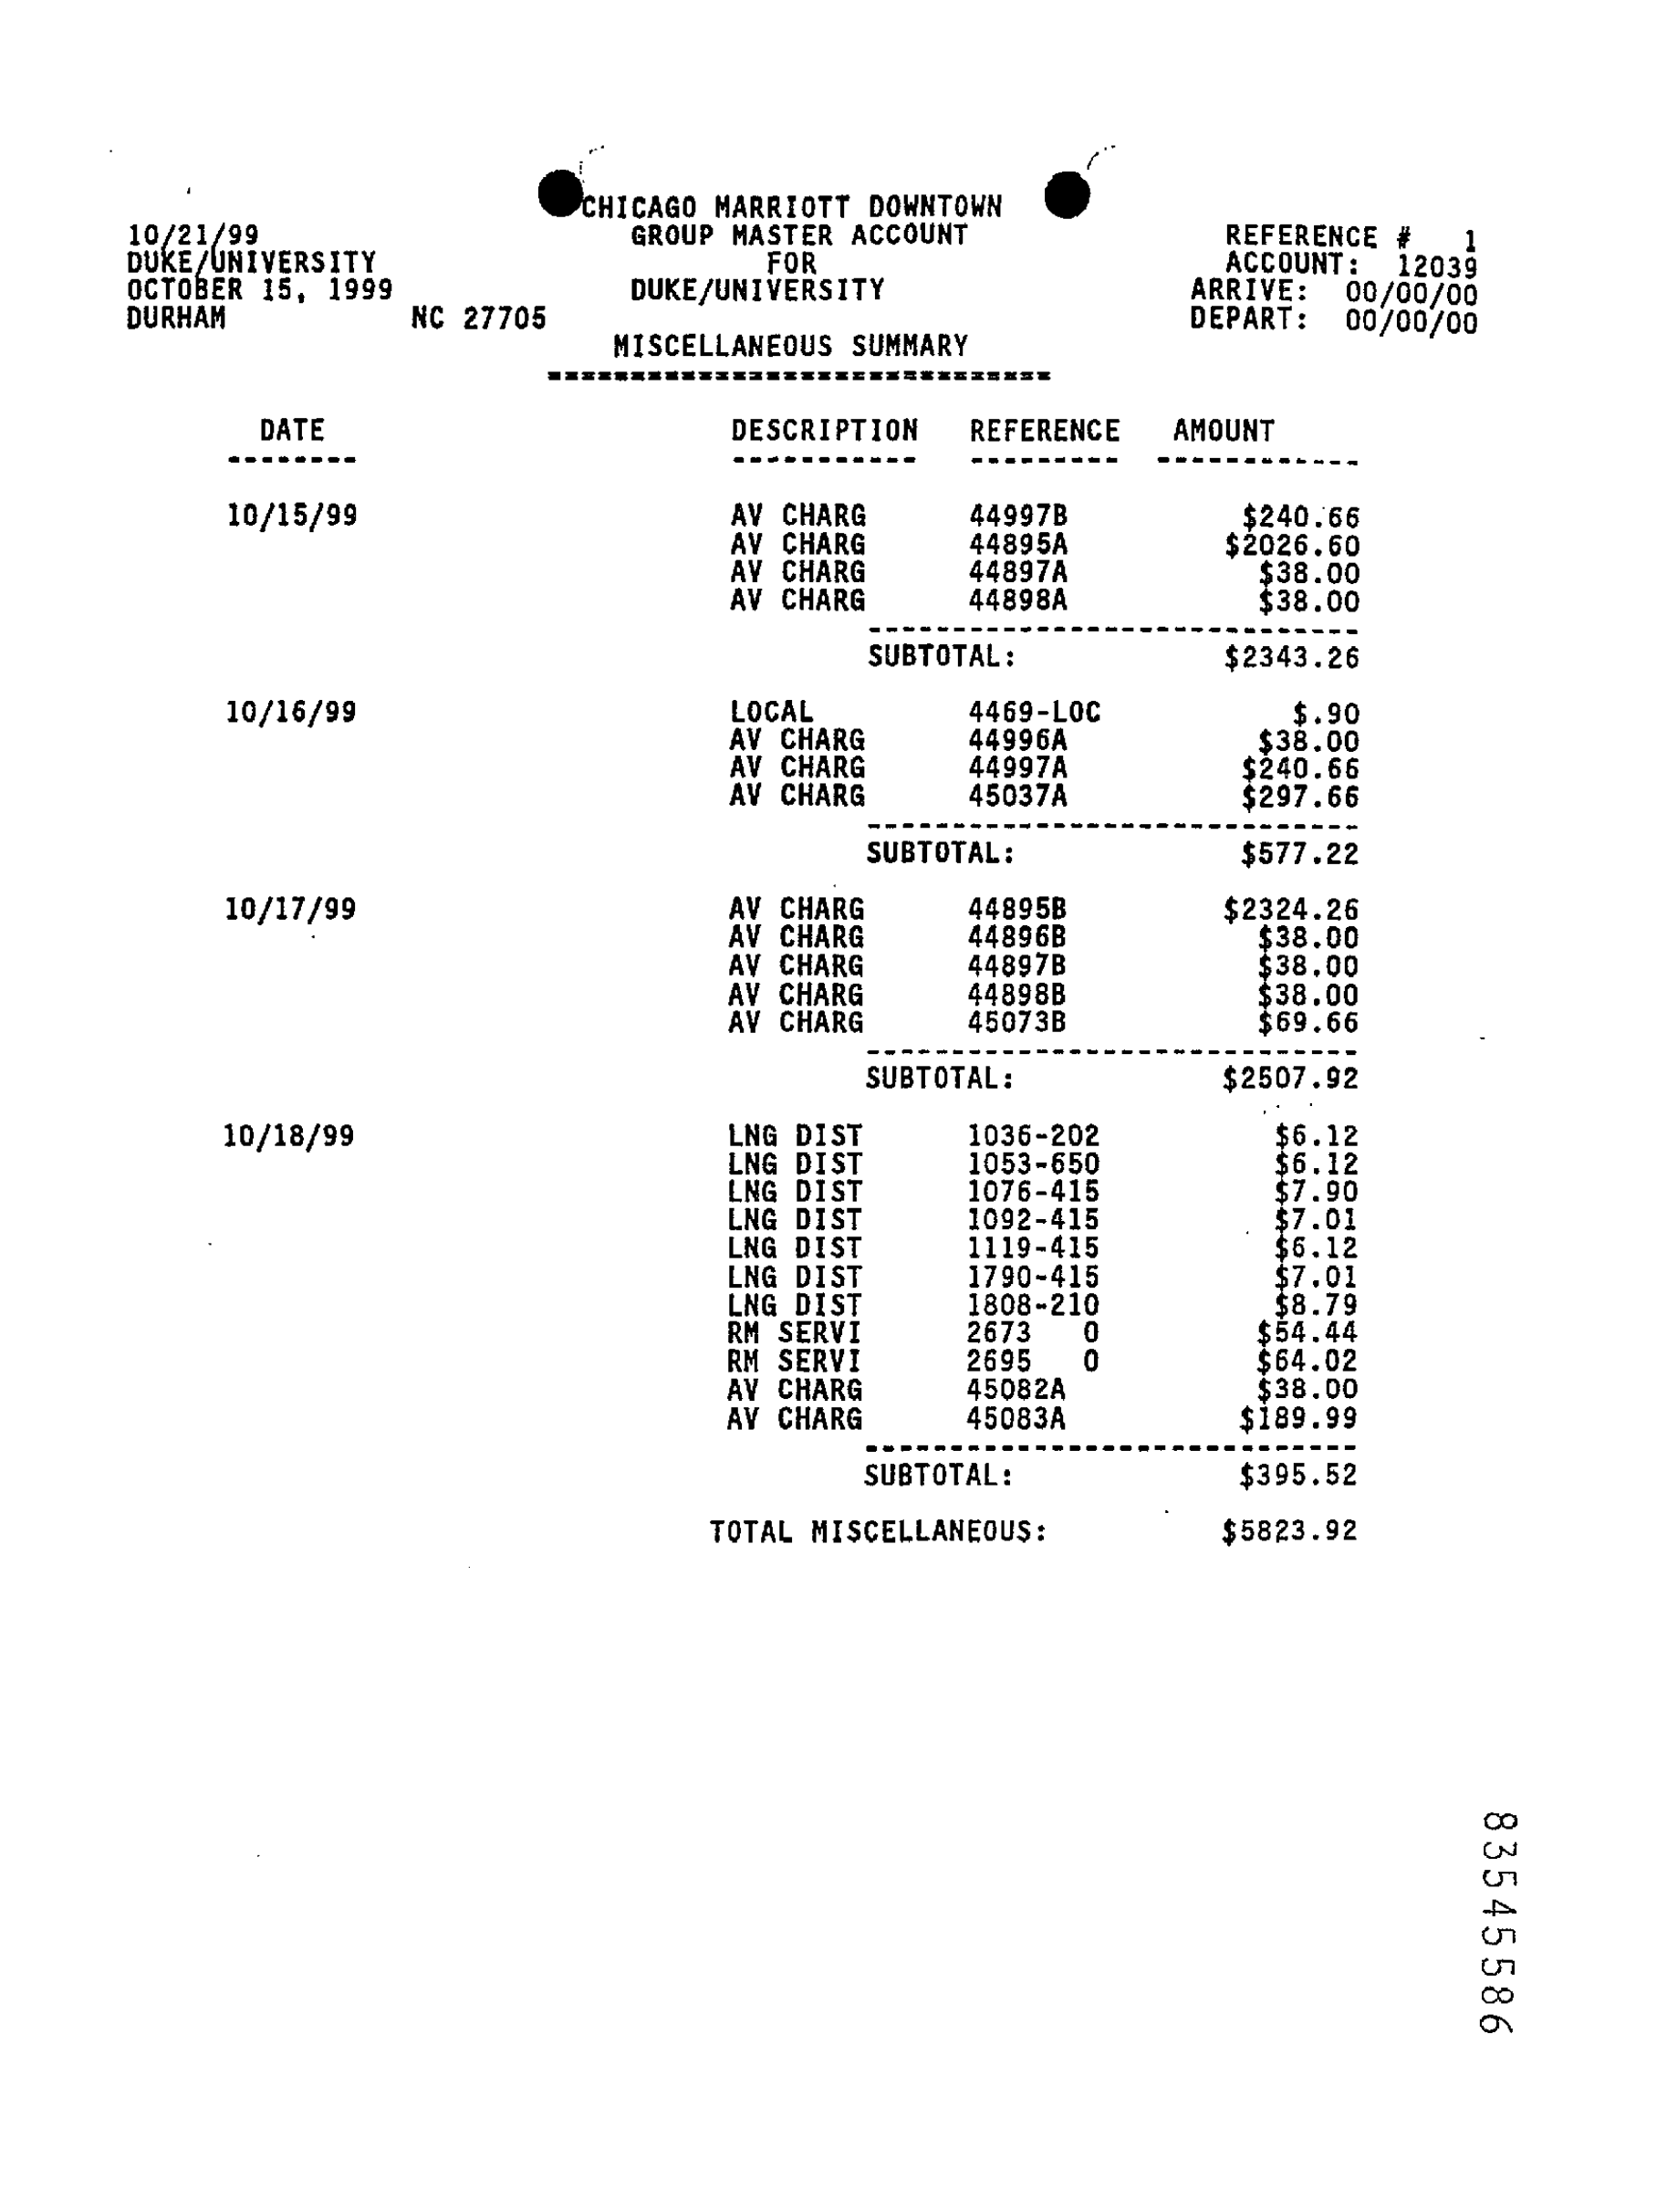 CHICAGO MARRIOTT DOWNTOWN
10/21/99 GROUP MASTER ACCOUNT REFERENCE # 1
DUKE/UNIVERSITY FOR ACCOUNT: 12039
OCTOBER 15, 1999 DUKE/UNIVERSITY ARRIVE: 00/00/00
DURHAM NC 27705 DEPART: 00/00/00
MISCELLANEOUS SUMMARY
==============================
DATE DESCRIPTION REFERENCE AMOUNT
-------- ----------- --------- ------------
10/15/99 AV CHARG 44997B $240.66
AV CHARG 44895A $2026.60
AV CHARG 44897A $38.00
AV CHARG 44898A $38.00
-----------------------------
SUBTOTAL: $2343.26
10/16/99 LOCAL 4469-LOC $.90
AV CHARG 44996A $38.00
AV CHARG 44997A $240.66
AV CHARG 45037A $297.66
-----------------------------
SUBTOTAL: $577.22
10/17/99 AV CHARG 44895B $2324.26
AV CHARG 44896B $38.00
AV CHARG 44897B $38.00
AV CHARG 44898B $38.00
AV CHARG 45073B $69.66
-----------------------------
SUBTOTAL: $2507.92
10/18/99 LNG DIST 1036-202 $6.12
LNG DIST 1053-650 $6.12
LNG DIST 1076-415 $7.90
LNG DIST 1092-415 $7.01
LNG DIST 1119-415 $6.12
LNG DIST 1790-415 $7.01
LNG DIST 1808-210 $8.79
RM SERVI 2673 0 $54.44
RM SERVI 2695 0 $64.02
AV CHARG 45082A $38.00
AV CHARG 45083A $189.99
-----------------------------
SUBTOTAL: $395.52
TOTAL MISCELLANEOUS: $5823.92
83545586